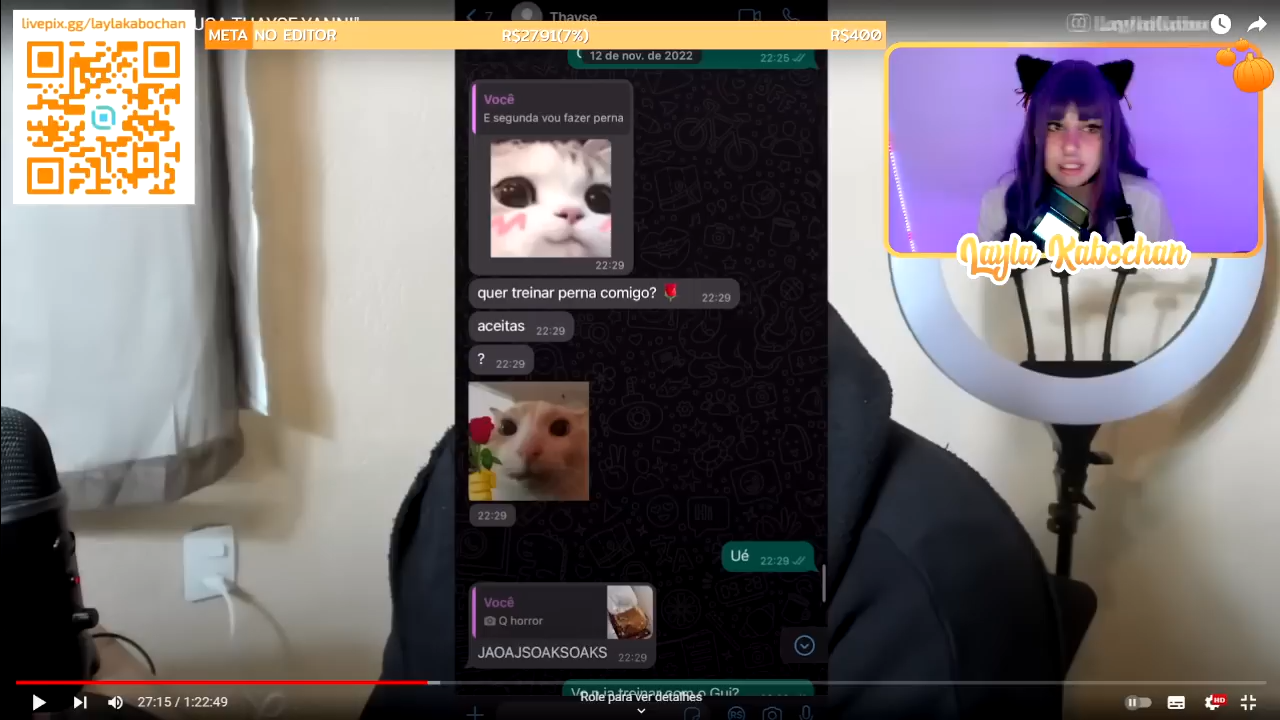 livepix.gg/laylakabochan
META NO EDITOR
R$2791(7%)
R$400
7
Thayse
12 de nov. de 2022
22:25
Você
E segunda vou fazer perna
22:29
quer treinar perna comigo? 🌹 22:29
aceitas 22:29
? 22:29
22:29
Ué 22:29
Você
Q horror
JAOAJSOAKSOAKS 22:29
Layla Kabochan
Role para ver detalhes
27:15 / 1:22:49
HD